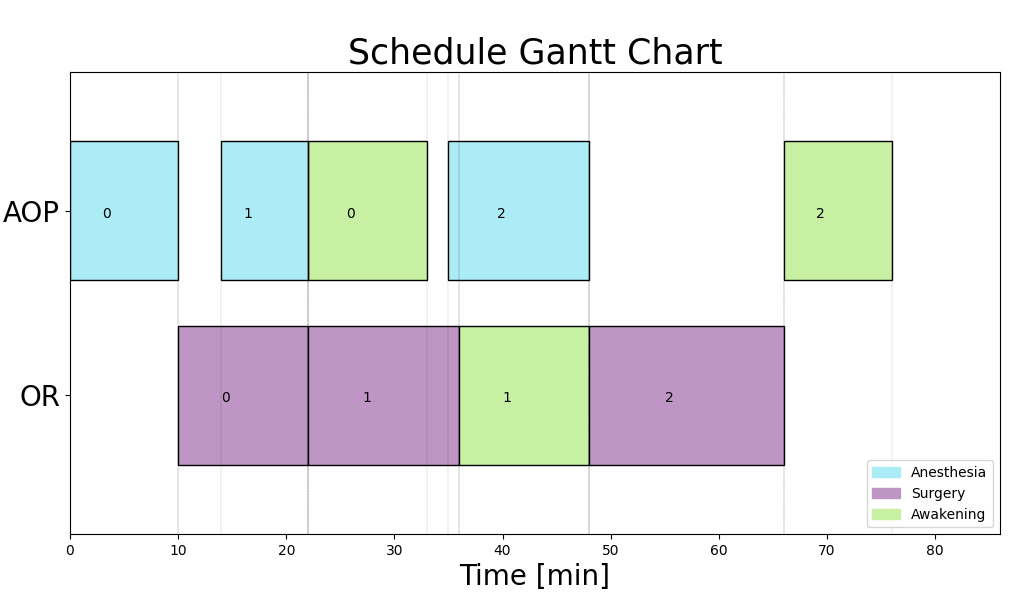 Schedule Gantt Chart
AOP
0
1
0
2
2
OR
0
1
1
2
Anesthesia
Surgery
Awakening
0 10 20 30 40 50 60 70 80
Time [min]